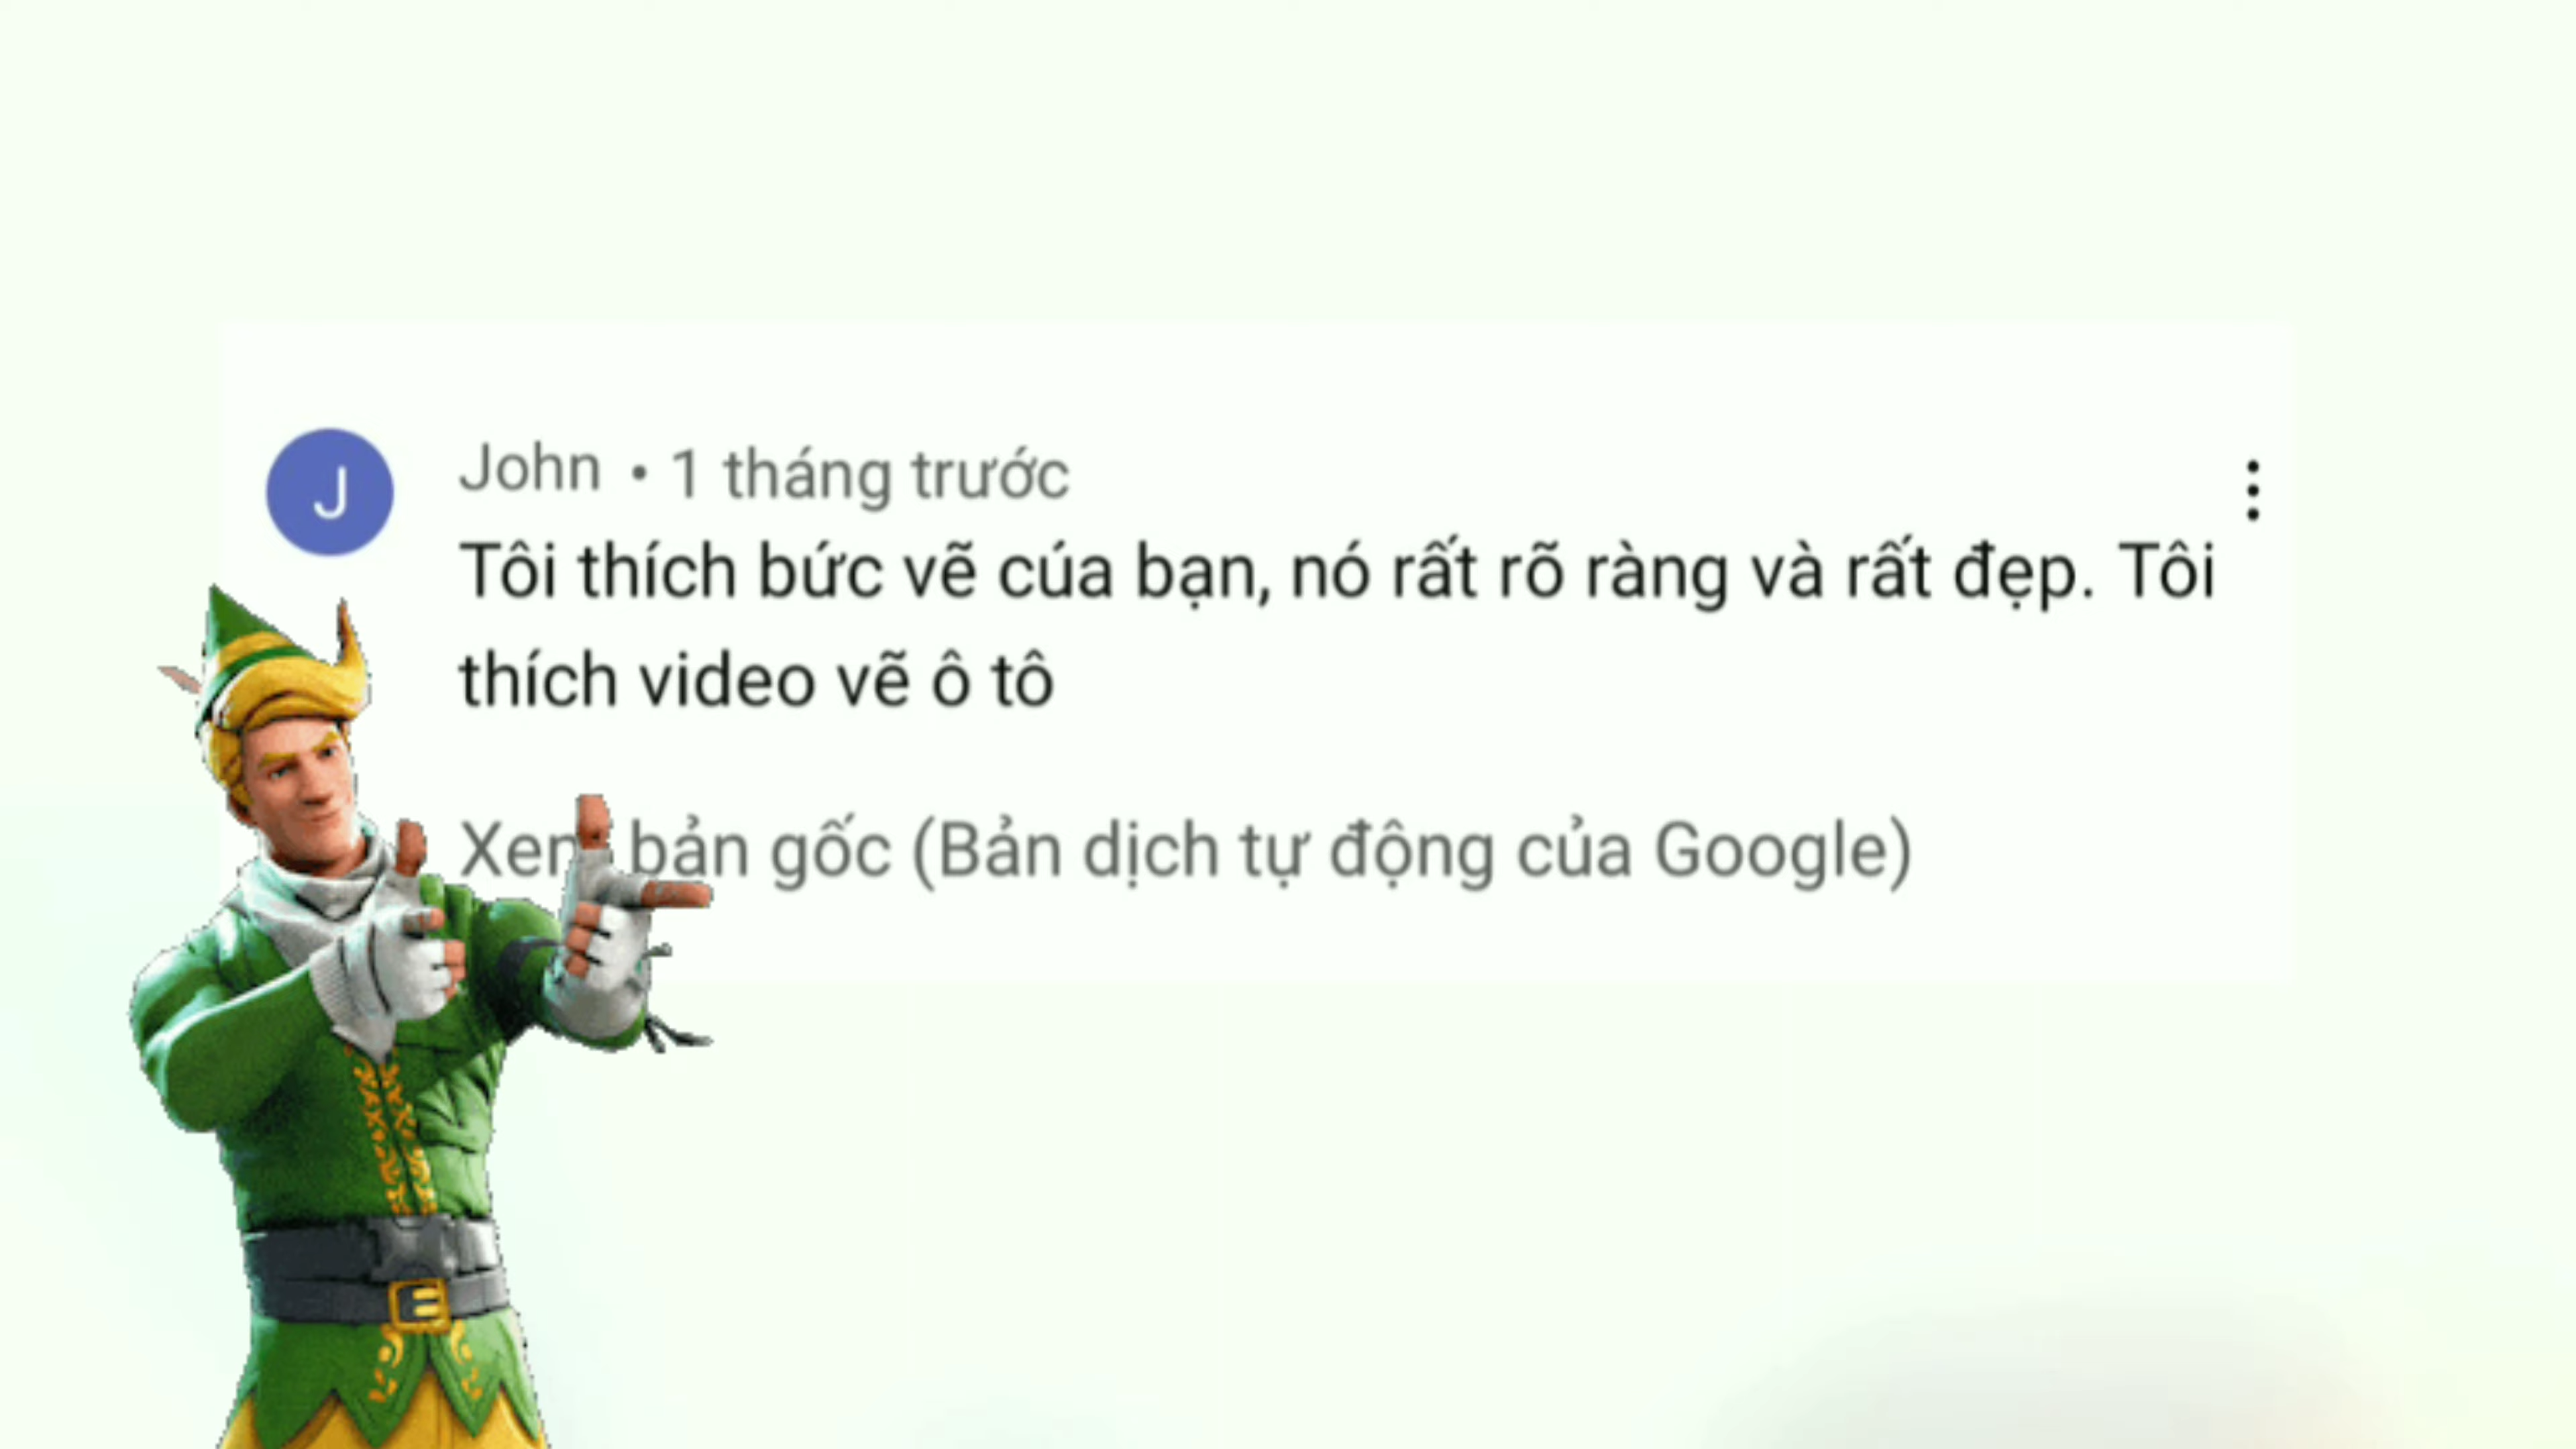 J
John • 1 tháng trước
Tôi thích bức vẽ cúa bạn, nó rất rõ ràng và rất đẹp. Tôi
thích video vẽ ô tô
Xem bản gốc (Bản dịch tự động của Google)
E